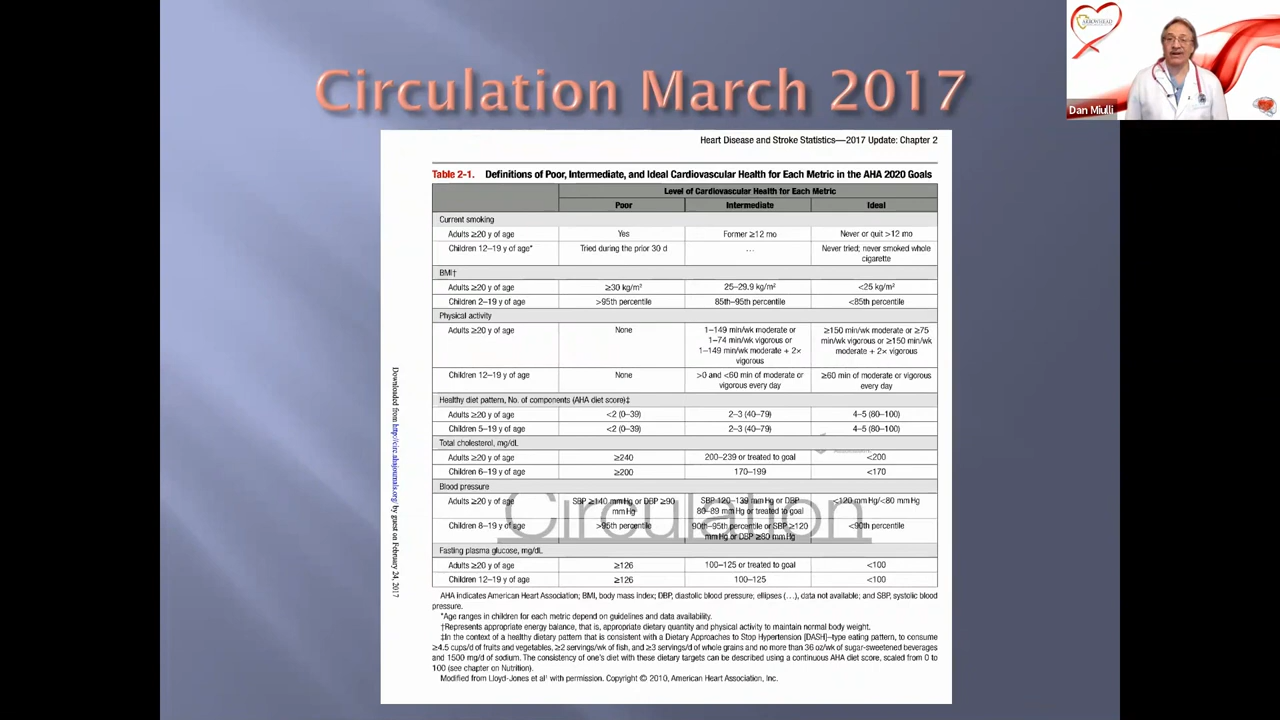 Circulation March 2017
ARROWHEAD
Dan Miulli
Heart Disease and Stroke Statistics—2017 Update: Chapter 2
Table 2-1. Definitions of Poor, Intermediate, and Ideal Cardiovascular Health for Each Metric in the AHA 2020 Goals
Level of Cardiovascular Health for Each Metric
Poor Intermediate Ideal
Current smoking
Adults ≥20 y of age Yes Former ≥12 mo Never or quit >12 mo
Children 12–19 y of age* Tried during the prior 30 d … Never tried; never smoked whole
cigarette
BMI†
Adults ≥20 y of age ≥30 kg/m² 25–29.9 kg/m² <25 kg/m²
Children 2–19 y of age >95th percentile 85th–95th percentile <85th percentile
Physical activity
Adults ≥20 y of age None 1–149 min/wk moderate or ≥150 min/wk moderate or ≥75
1–74 min/wk vigorous or min/wk vigorous or ≥150 min/wk
1–149 min/wk moderate + 2× moderate + 2× vigorous
vigorous
Children 12–19 y of age None >0 and <60 min of moderate or ≥60 min of moderate or vigorous
vigorous every day every day
Healthy diet pattern, No. of components (AHA diet score)‡
Adults ≥20 y of age <2 (0–39) 2–3 (40–79) 4–5 (80–100)
Children 5–19 y of age <2 (0–39) 2–3 (40–79) 4–5 (80–100)
Total cholesterol, mg/dL
Adults ≥20 y of age ≥240 200–239 or treated to goal <200
Children 6–19 y of age ≥200 170–199 <170
Blood pressure
Adults ≥20 y of age SBP ≥140 mm Hg or DBP ≥90 SBP 120–139 mm Hg or DBP <120 mm Hg/<80 mm Hg
mm Hg 80–89 mm Hg or treated to goal
Circulation
Children 8–19 y of age >95th percentile 90th–95th percentile or SBP ≥120 <90th percentile
mm Hg or DBP ≥80 mm Hg
Fasting plasma glucose, mg/dL
Adults ≥20 y of age ≥126 100–125 or treated to goal <100
Children 12–19 y of age ≥126 100–125 <100
AHA indicates American Heart Association; BMI, body mass index; DBP, diastolic blood pressure; ellipses (…), data not available; and SBP, systolic blood
pressure.
*Age ranges in children for each metric depend on guidelines and data availability.
†Represents appropriate energy balance, that is, appropriate dietary quantity and physical activity to maintain normal body weight.
‡In the context of a healthy dietary pattern that is consistent with a Dietary Approaches to Stop Hypertension [DASH]–type eating pattern, to consume
≥4.5 cups/d of fruits and vegetables, ≥2 servings/wk of fish, and ≥3 servings/d of whole grains and no more than 36 oz/wk of sugar-sweetened beverages
and 1500 mg/d of sodium. The consistency of one's diet with these dietary targets can be described using a continuous AHA diet score, scaled from 0 to
100 (see chapter on Nutrition).
Modified from Lloyd-Jones et al¹ with permission. Copyright © 2010, American Heart Association, Inc.
Downloaded from http://circ.ahajournals.org/ by guest on February 24, 2017